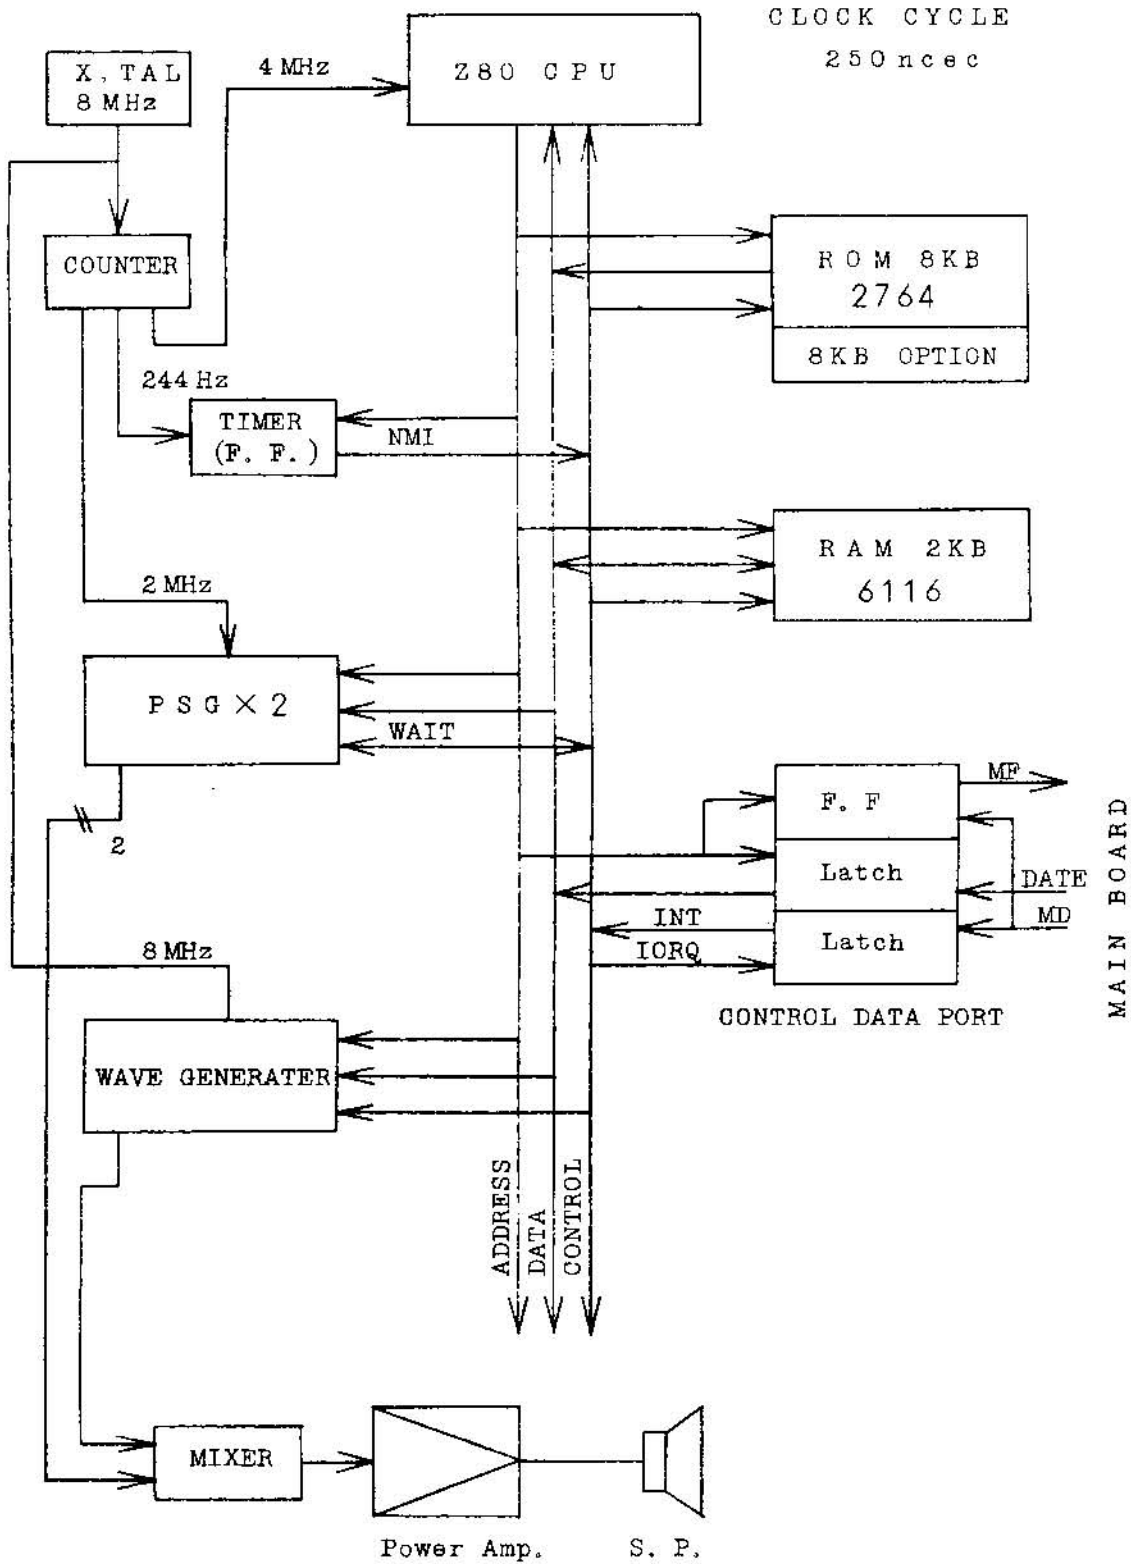 CLOCK CYCLE
250ncec
X, TAL
8 MHz
4 MHz
Z80 CPU
COUNTER
ROM 8KB
2764
8KB OPTION
244 Hz
TIMER
(F. F.)
NMI
RAM 2KB
6116
2 MHz
PSG×2
WAIT
2
F. F
MF
Latch
DATE
INT
MD
Latch
IORQ
8 MHz
CONTROL DATA PORT
MAIN BOARD
WAVE GENERATER
ADDRESS
DATA
CONTROL
MIXER
Power Amp.
S. P.